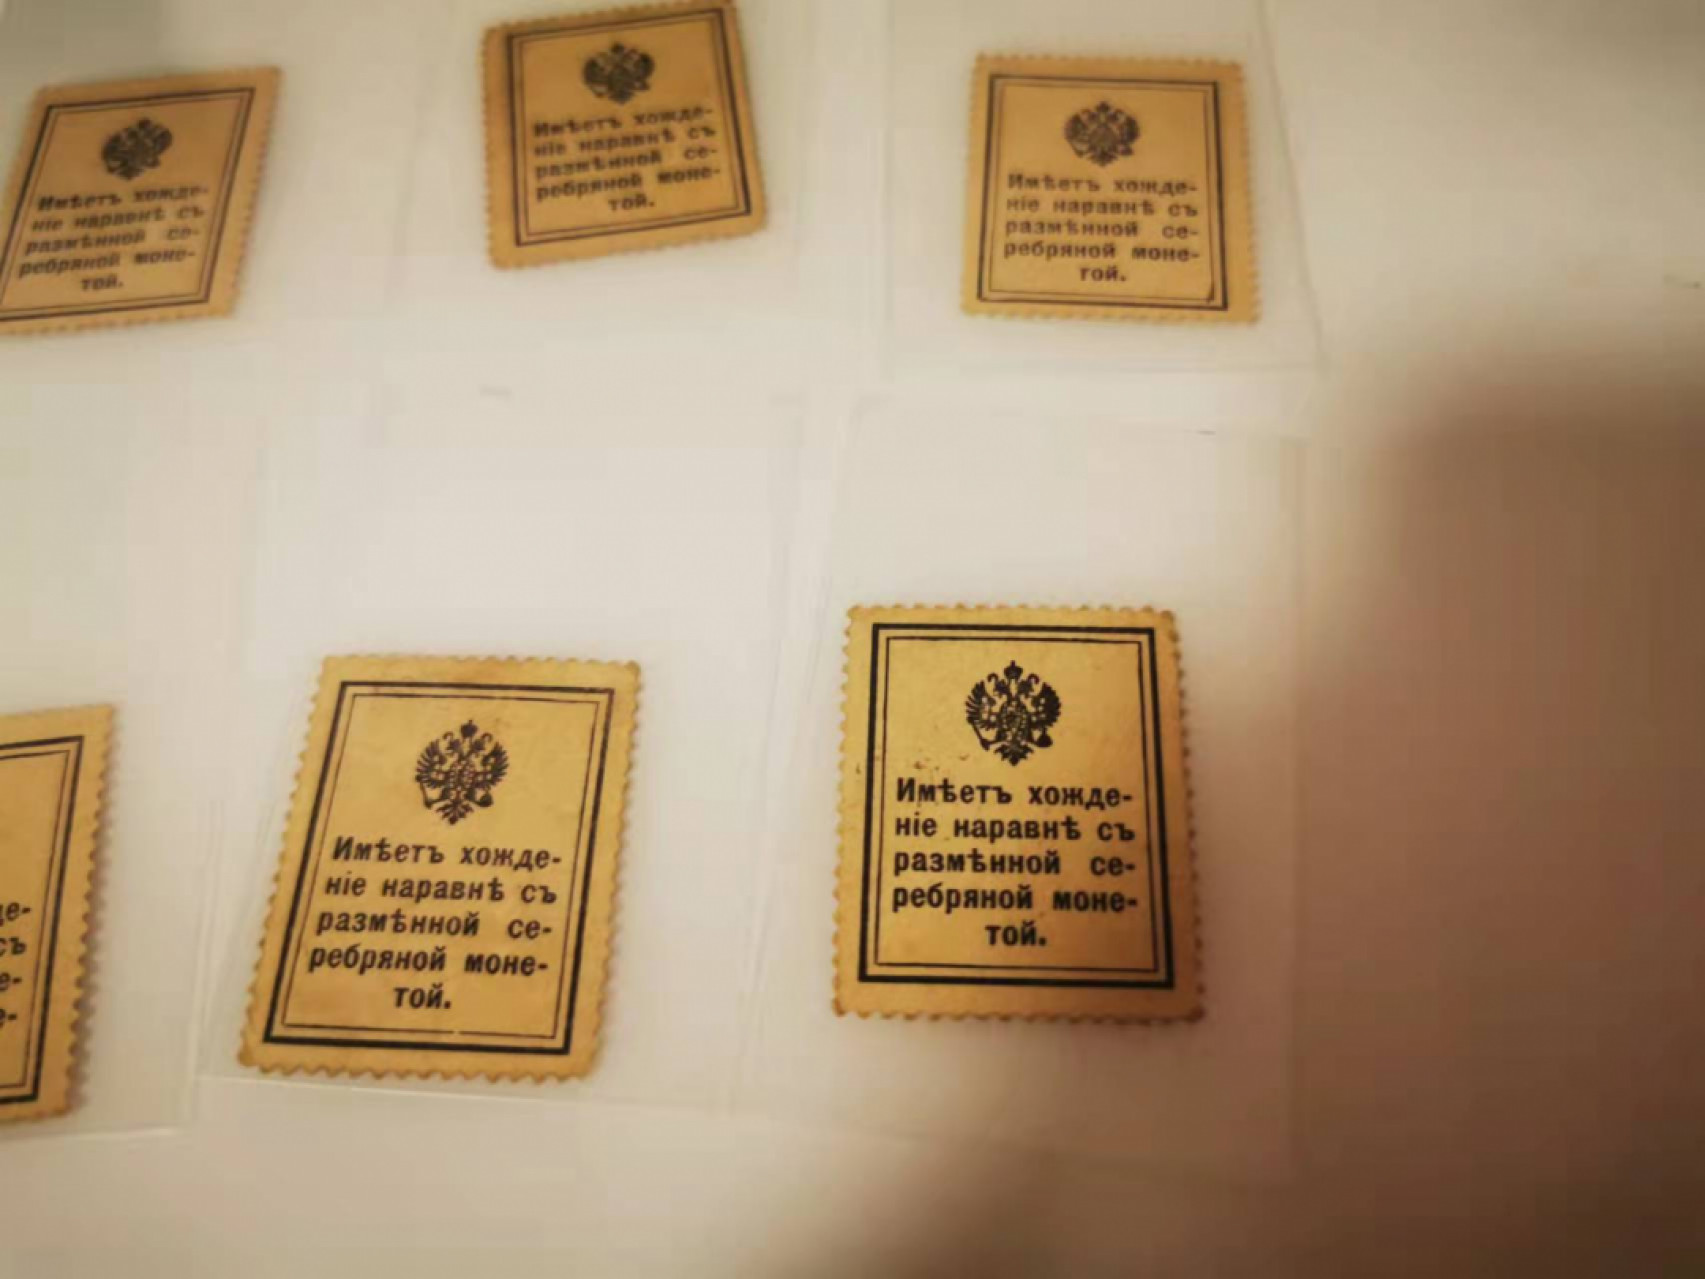 Имѣетъ хожде-
ніе наравнѣ съ
размѣнной се-
ребряной моне-
той.
Имѣетъ хожде-
ніе наравнѣ съ
размѣнной се-
ребряной моне-
той.
Имѣетъ хожде-
ніе наравнѣ съ
размѣнной се-
ребряной моне-
той.
де-
съ
е-
е-
Имѣетъ хожде-
ніе наравнѣ съ
размѣнной се-
ребряной моне-
той.
Имѣетъ хожде-
ніе наравнѣ съ
размѣнной се-
ребряной моне-
той.